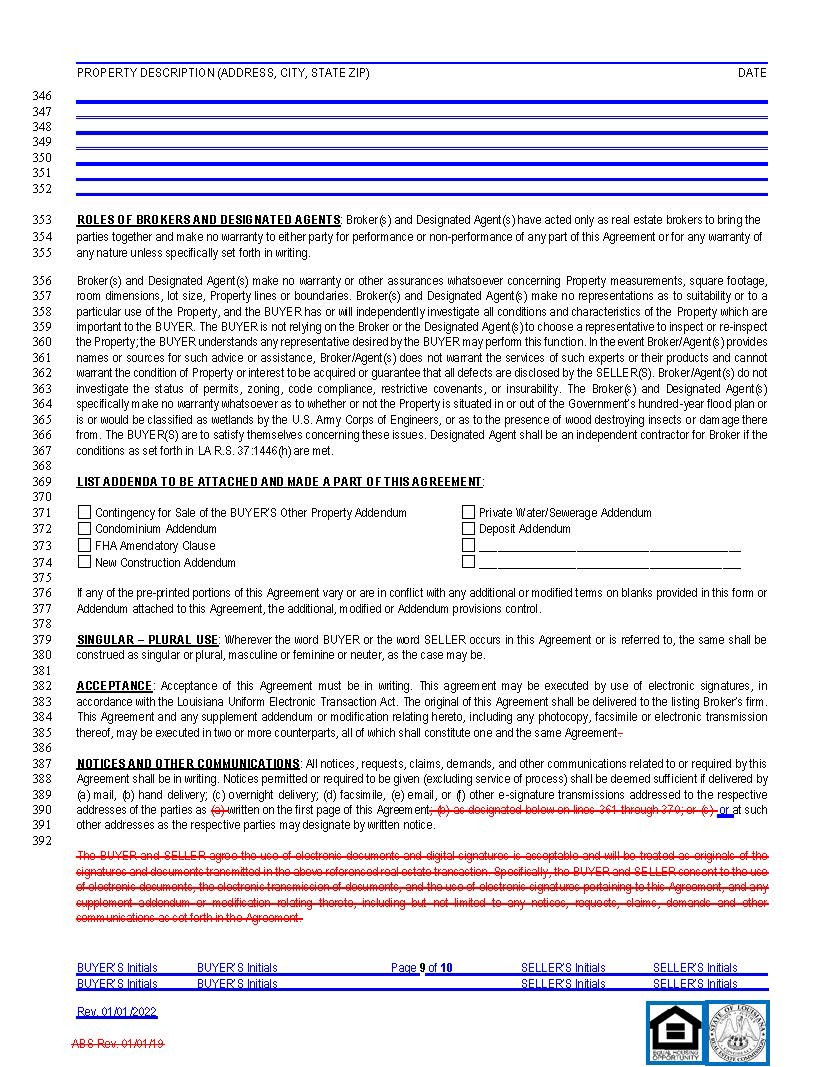 PROPERTY DESCRIPTION (ADDRESS, CITY, STATE ZIP) DATE
346
347
348
349
350
351
352
353 ROLES OF BROKERS AND DESIGNATED AGENTS: Broker(s) and Designated Agent(s) have acted only as real estate brokers to bring the
354 parties together and make no warranty to either party for performance or non-performance of any part of this Agreement or for any warranty of
355 any nature unless specifically set forth in writing.
356 Broker(s) and Designated Agent(s) make no warranty or other assurances whatsoever concerning Property measurements, square footage,
357 room dimensions, lot size, Property lines or boundaries. Broker(s) and Designated Agent(s) make no representations as to suitability or to a
358 particular use of the Property, and the BUYER has or will independently investigate all conditions and characteristics of the Property which are
359 important to the BUYER. The BUYER is not relying on the Broker or the Designated Agent(s) to choose a representative to inspect or re-inspect
360 the Property; the BUYER understands any representative desired by the BUYER may perform this function. In the event Broker/Agent(s) provides
361 names or sources for such advice or assistance, Broker/Agent(s) does not warrant the services of such experts or their products and cannot
362 warrant the condition of Property or interest to be acquired or guarantee that all defects are disclosed by the SELLER(S). Broker/Agent(s) do not
363 investigate the status of permits, zoning, code compliance, restrictive covenants, or insurability. The Broker(s) and Designated Agent(s)
364 specifically make no warranty whatsoever as to whether or not the Property is situated in or out of the Government's hundred-year flood plan or
365 is or would be classified as wetlands by the U.S. Army Corps of Engineers, or as to the presence of wood destroying insects or damage there
366 from. The BUYER(S) are to satisfy themselves concerning these issues. Designated Agent shall be an independent contractor for Broker if the
367 conditions as set forth in LA R.S. 37:1446(h) are met.
368
369 LIST ADDENDA TO BE ATTACHED AND MADE A PART OF THIS AGREEMENT:
370
371 Contingency for Sale of the BUYER'S Other Property Addendum Private Water/Sewerage Addendum
372 Condominium Addendum Deposit Addendum
373 FHA Amendatory Clause
374 New Construction Addendum
375
376 If any of the pre-printed portions of this Agreement vary or are in conflict with any additional or modified terms on blanks provided in this form or
377 Addendum attached to this Agreement, the additional, modified or Addendum provisions control.
378
379 SINGULAR – PLURAL USE: Wherever the word BUYER or the word SELLER occurs in this Agreement or is referred to, the same shall be
380 construed as singular or plural, masculine or feminine or neuter, as the case may be.
381
382 ACCEPTANCE: Acceptance of this Agreement must be in writing. This agreement may be executed by use of electronic signatures, in
383 accordance with the Louisiana Uniform Electronic Transaction Act. The original of this Agreement shall be delivered to the listing Broker's firm.
384 This Agreement and any supplement addendum or modification relating hereto, including any photocopy, facsimile or electronic transmission
385 thereof, may be executed in two or more counterparts, all of which shall constitute one and the same Agreement.
386
387 NOTICES AND OTHER COMMUNICATIONS: All notices, requests, claims, demands, and other communications related to or required by this
388 Agreement shall be in writing. Notices permitted or required to be given (excluding service of process) shall be deemed sufficient if delivered by
389 (a) mail, (b) hand delivery; (c) overnight delivery; (d) facsimile, (e) email, or (f) other e-signature transmissions addressed to the respective
390 addresses of the parties as (a) written on the first page of this Agreement; (b) as designated below on lines 361 through 370; or (c) or at such
391 other addresses as the respective parties may designate by written notice.
392
The BUYER and SELLER agree the use of electronic documents and digital signatures is acceptable and will be treated as originals of the
signatures and documents transmitted in the above referenced real estate transaction. Specifically, the BUYER and SELLER consent to the use
of electronic documents, the electronic transmission of documents, and the use of electronic signatures pertaining to this Agreement, and any
supplement addendum or modification relating thereto, including but not limited to any notices, requests, claims, demands and other
communications as set forth in the Agreement.
BUYER'S Initials BUYER'S Initials Page 9 of 10 SELLER'S Initials SELLER'S Initials
BUYER'S Initials BUYER'S Initials SELLER'S Initials SELLER'S Initials
Rev. 01/01/2022
ABS Rev. 01/01/19
EQUAL HOUSING
OPPORTUNITY
STATE OF LOUISIANA